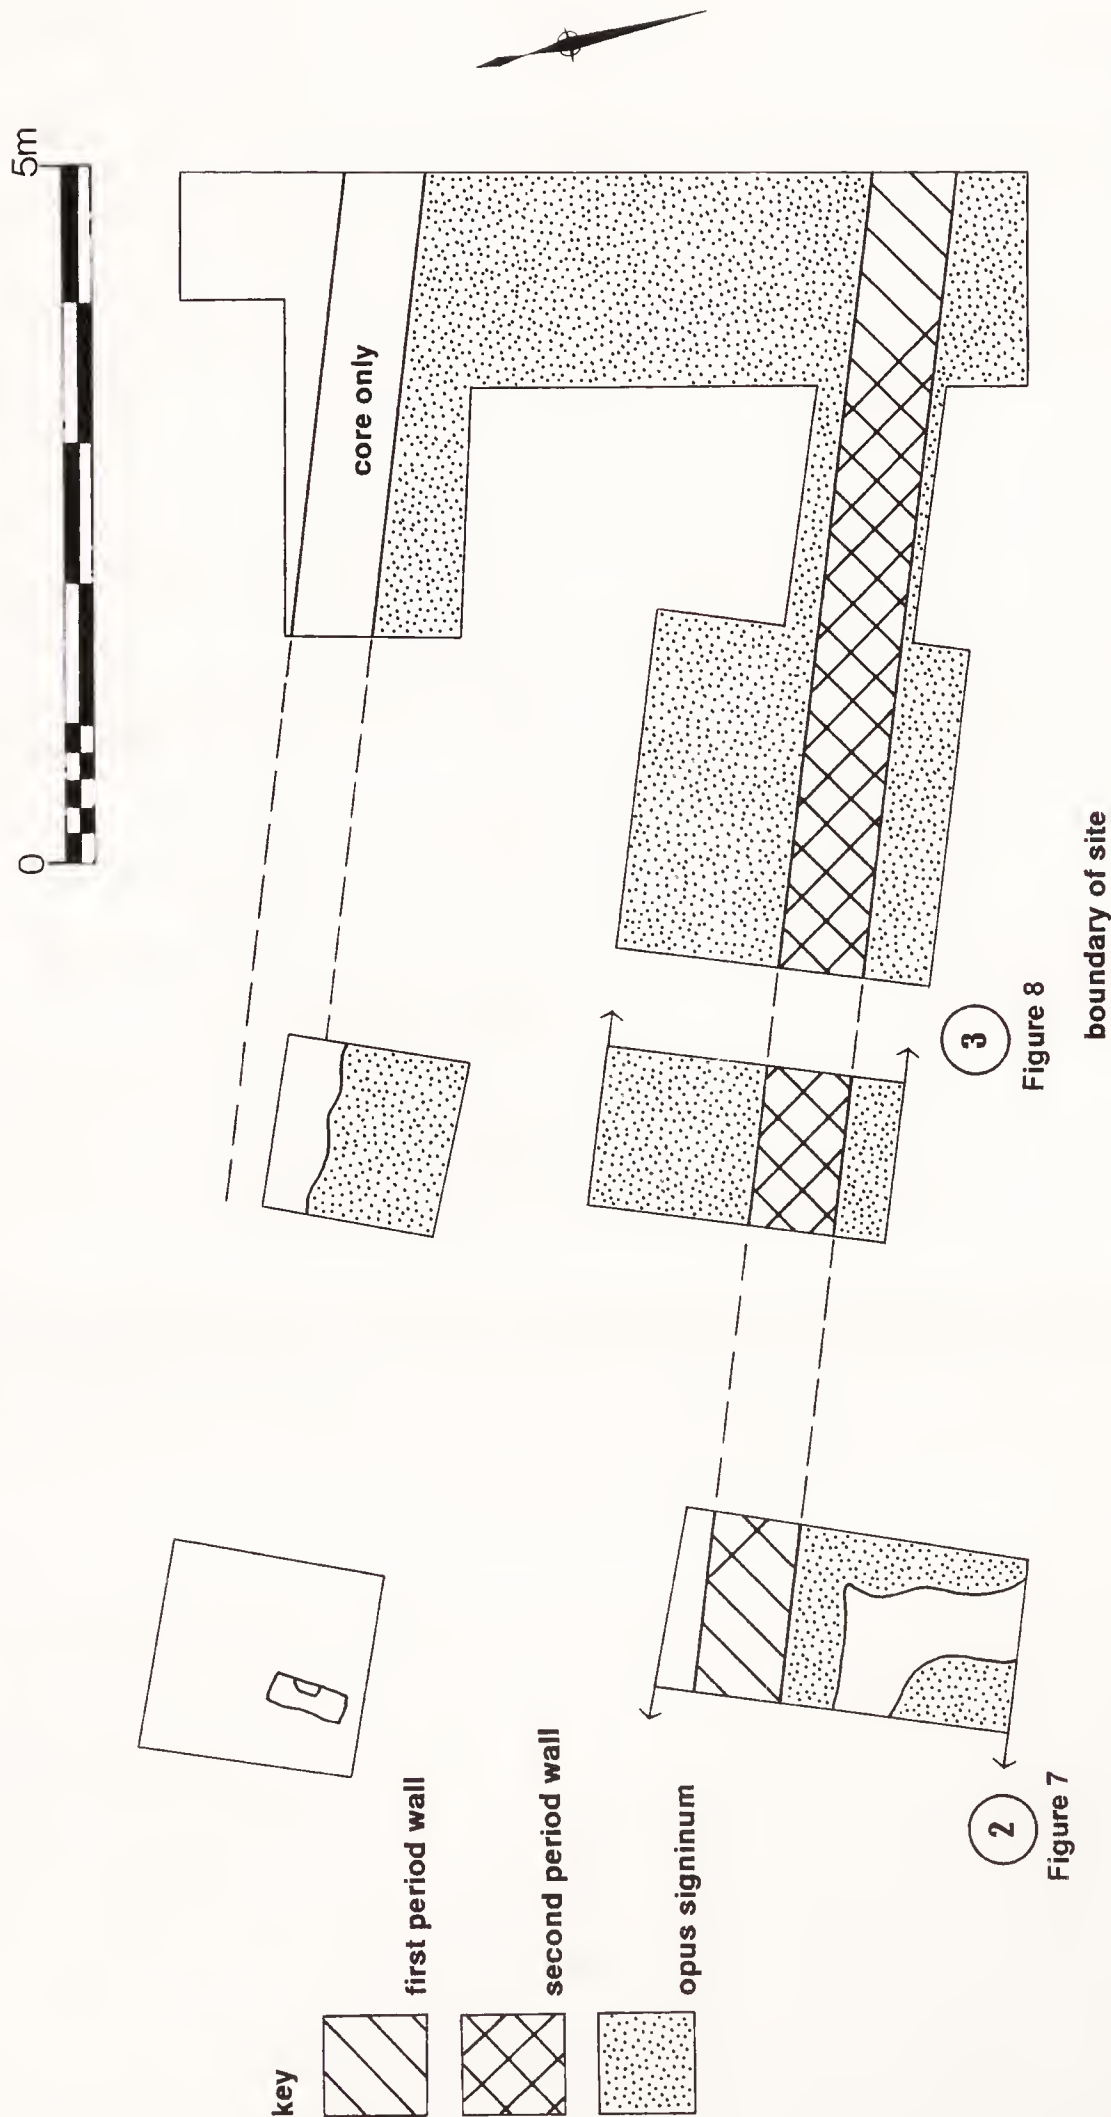 0
5m
core only
3
Figure 8
boundary of site
2
Figure 7
key
first period wall
second period wall
opus signinum